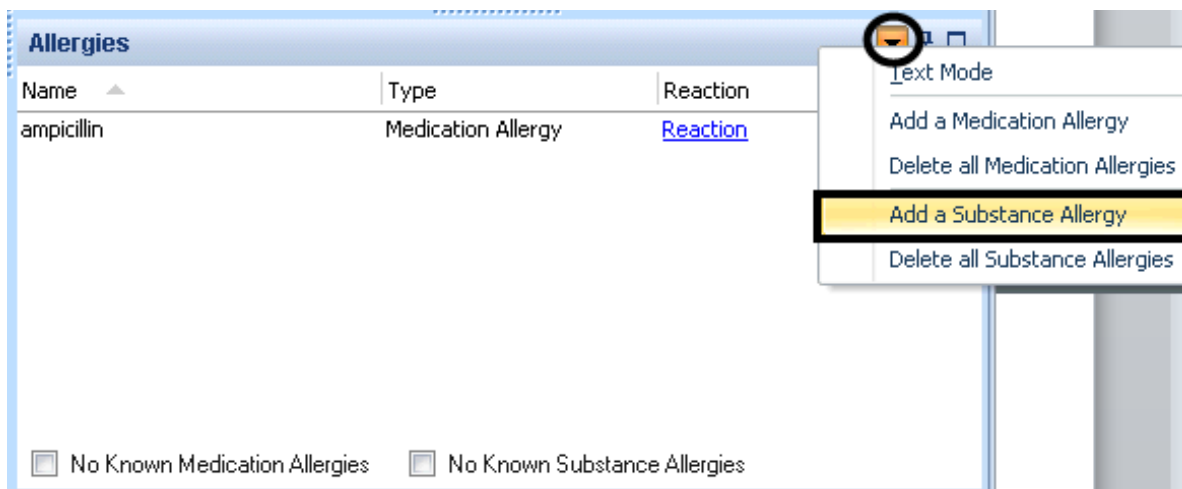 Allergies
Name Type Reaction
ampicillin Medication Allergy Reaction
Text Mode
Add a Medication Allergy
Delete all Medication Allergies
Add a Substance Allergy
Delete all Substance Allergies
No Known Medication Allergies No Known Substance Allergies